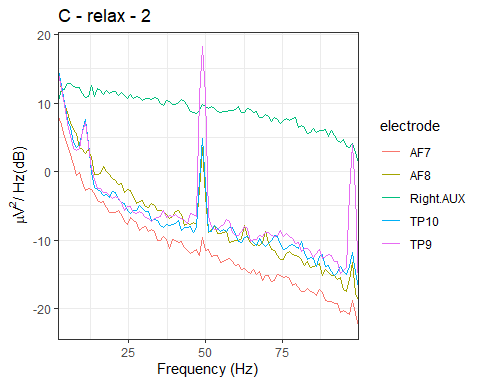 C - relax - 2
μV²/ Hz(dB)
20
10
0
-10
-20
25
50
75
Frequency (Hz)
electrode
AF7
AF8
Right.AUX
TP10
TP9